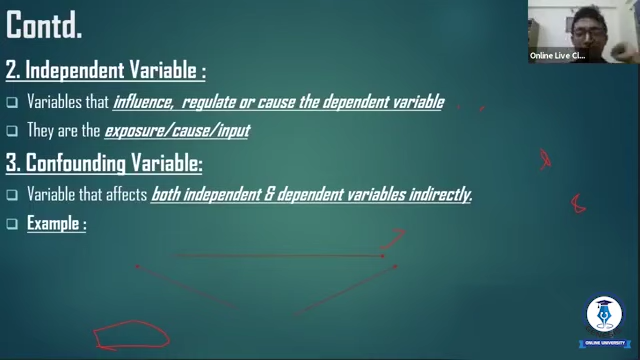 Contd.
Online Live Cl...
2. Independent Variable :
Variables that influence, regulate or cause the dependent variable
They are the exposure/cause/input
3. Confounding Variable:
Variable that affects both independent & dependent variables indirectly.
Example :
ONLINE UNIVERSITY